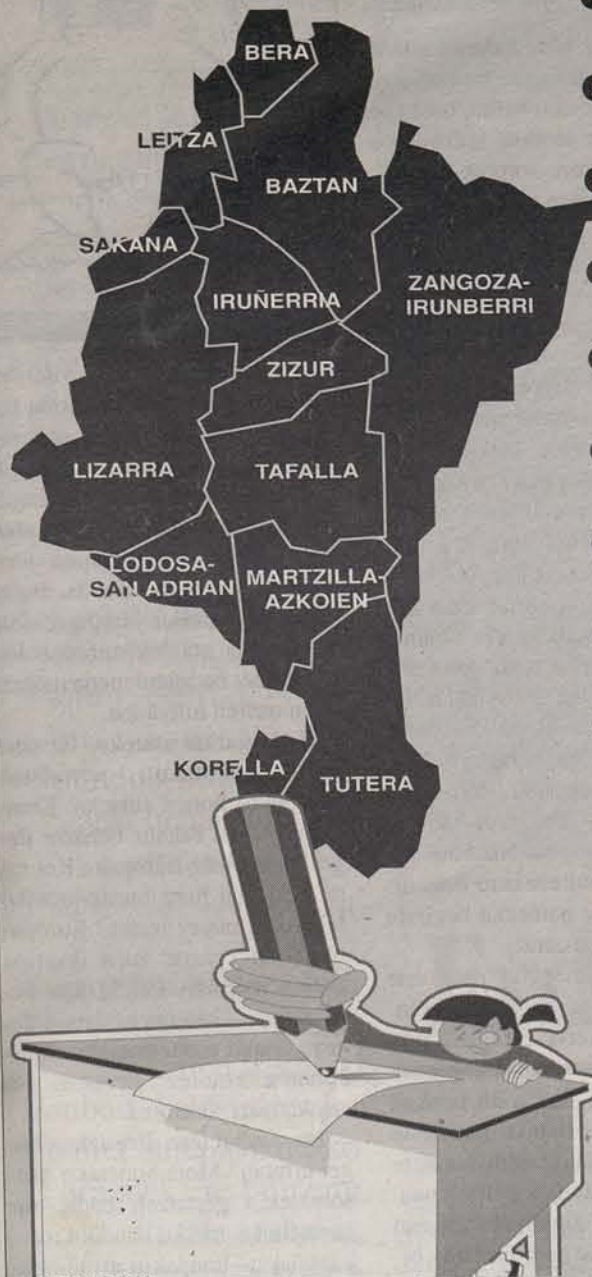 BERA
LEITZA
BAZTAN
SAKANA
IRUÑERRIA
ZANGOZA-
IRUNBERRI
ZIZUR
LIZARRA
TAFALLA
LODOSA-
SAN ADRIAN
MARTZILLA-
AZKOIEN
KORELLA
TUTERA